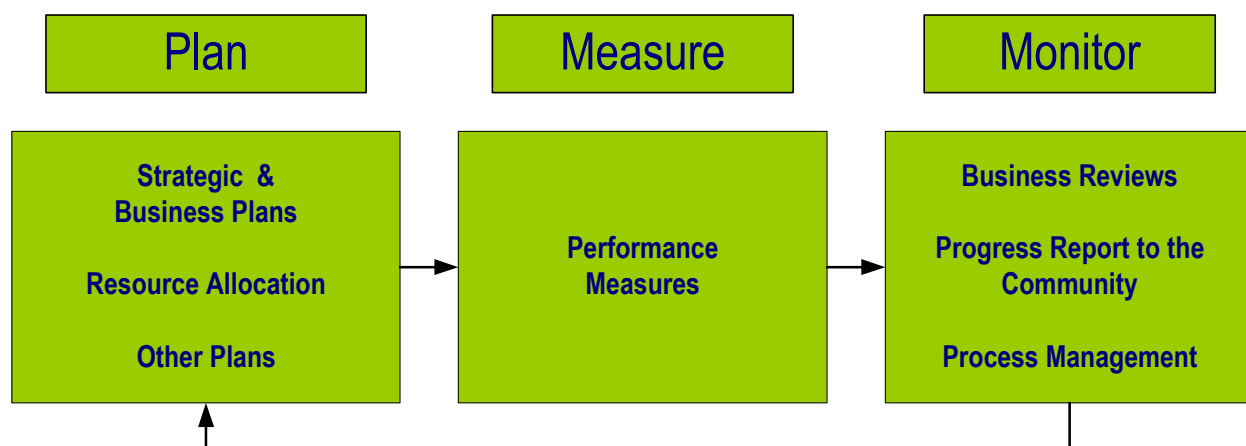 Plan
Measure
Monitor
Strategic &
Business Plans
Resource Allocation
Other Plans
Performance
Measures
Business Reviews
Progress Report to the
Community
Process Management